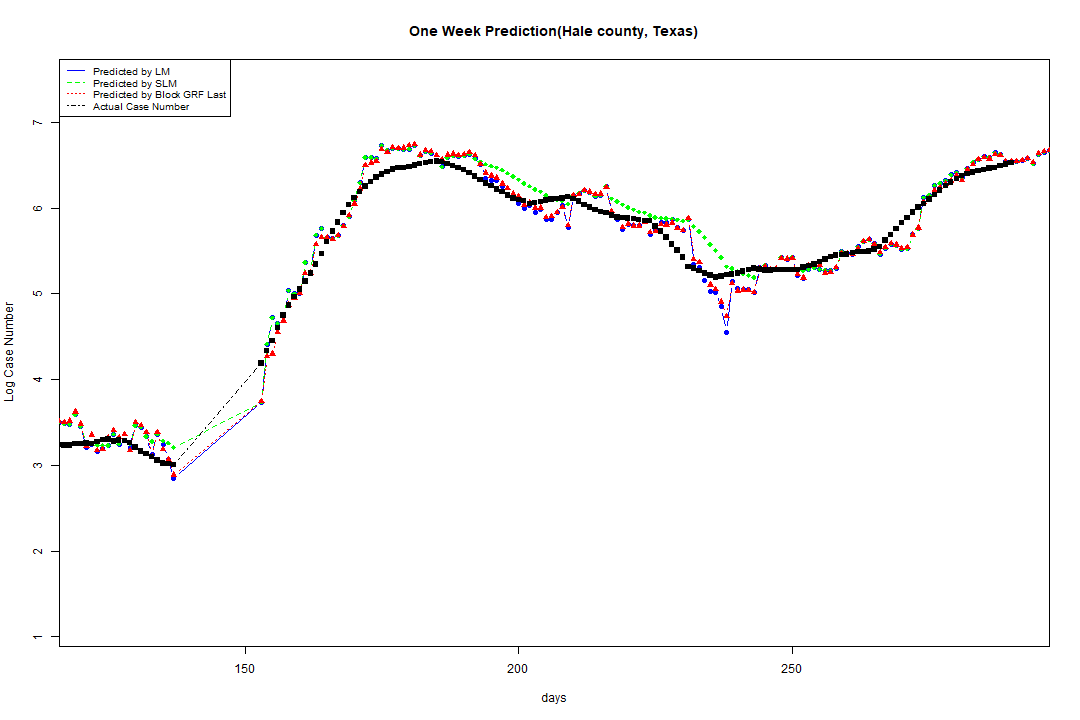 One Week Prediction(Hale county, Texas)
Predicted by LM
Predicted by SLM
Predicted by Block GRF Last
Actual Case Number
7
6
5
4
3
2
1
Log Case Number
150 200 250
days